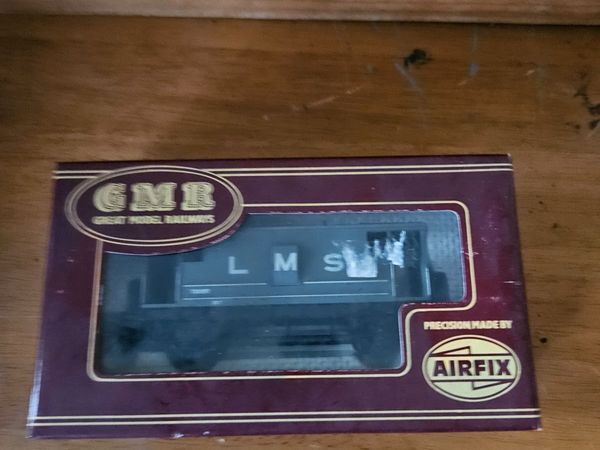 GMR
GREAT MODEL RAILWAYS
L M S
PRECISION MADE BY
AIRFIX